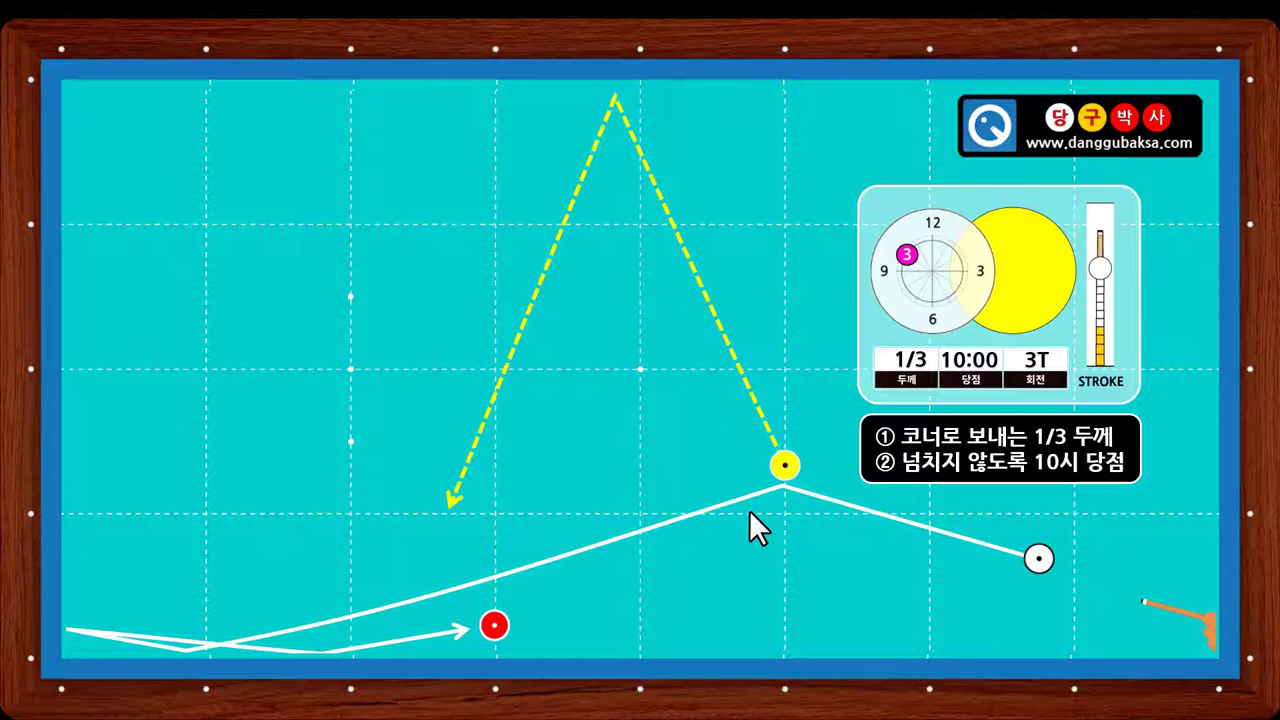 당구박사
www.danggubaksa.com
12
3
9
3
6
1/3
10:00
3T
두께
당점
회전
STROKE
① 코너로 보내는 1/3 두께
② 넘치지 않도록 10시 당점